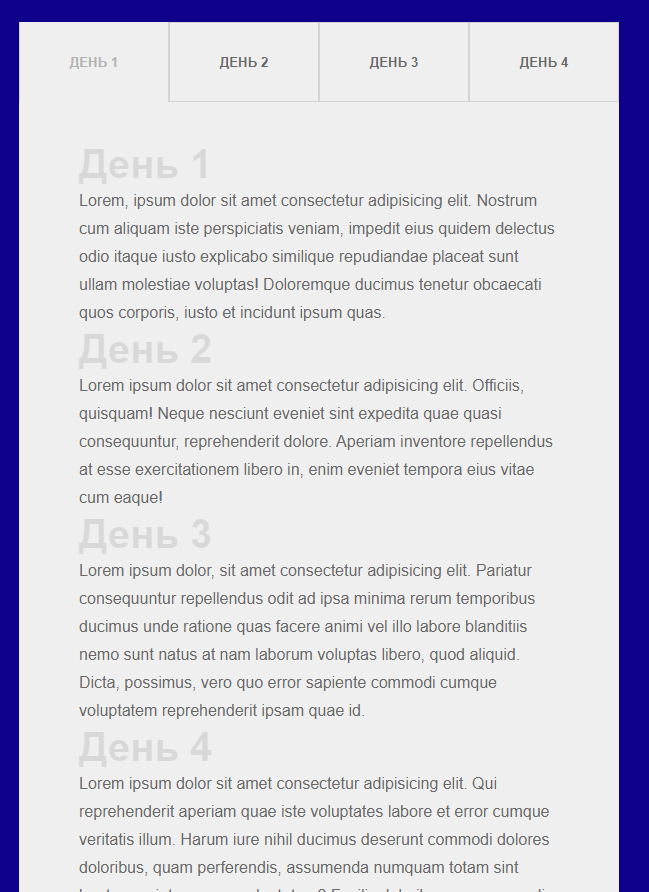 ДЕНЬ 1 ДЕНЬ 2 ДЕНЬ 3 ДЕНЬ 4
День 1
Lorem, ipsum dolor sit amet consectetur adipisicing elit. Nostrum
cum aliquam iste perspiciatis veniam, impedit eius quidem delectus
odio itaque iusto explicabo similique repudiandae placeat sunt
ullam molestiae voluptas! Doloremque ducimus tenetur obcaecati
quos corporis, iusto et incidunt ipsum quas.
День 2
Lorem ipsum dolor sit amet consectetur adipisicing elit. Officiis,
quisquam! Neque nesciunt eveniet sint expedita quae quasi
consequuntur, reprehenderit dolore. Aperiam inventore repellendus
at esse exercitationem libero in, enim eveniet tempora eius vitae
cum eaque!
День 3
Lorem ipsum dolor, sit amet consectetur adipisicing elit. Pariatur
consequuntur repellendus odit ad ipsa minima rerum temporibus
ducimus unde ratione quas facere animi vel illo labore blanditiis
nemo sunt natus at nam laborum voluptas libero, quod aliquid.
Dicta, possimus, vero quo error sapiente commodi cumque
voluptatem reprehenderit ipsam quae id.
День 4
Lorem ipsum dolor sit amet consectetur adipisicing elit. Qui
reprehenderit aperiam quae iste voluptates labore et error cumque
veritatis illum. Harum iure nihil ducimus deserunt commodi dolores
doloribus, quam perferendis, assumenda numquam totam sint